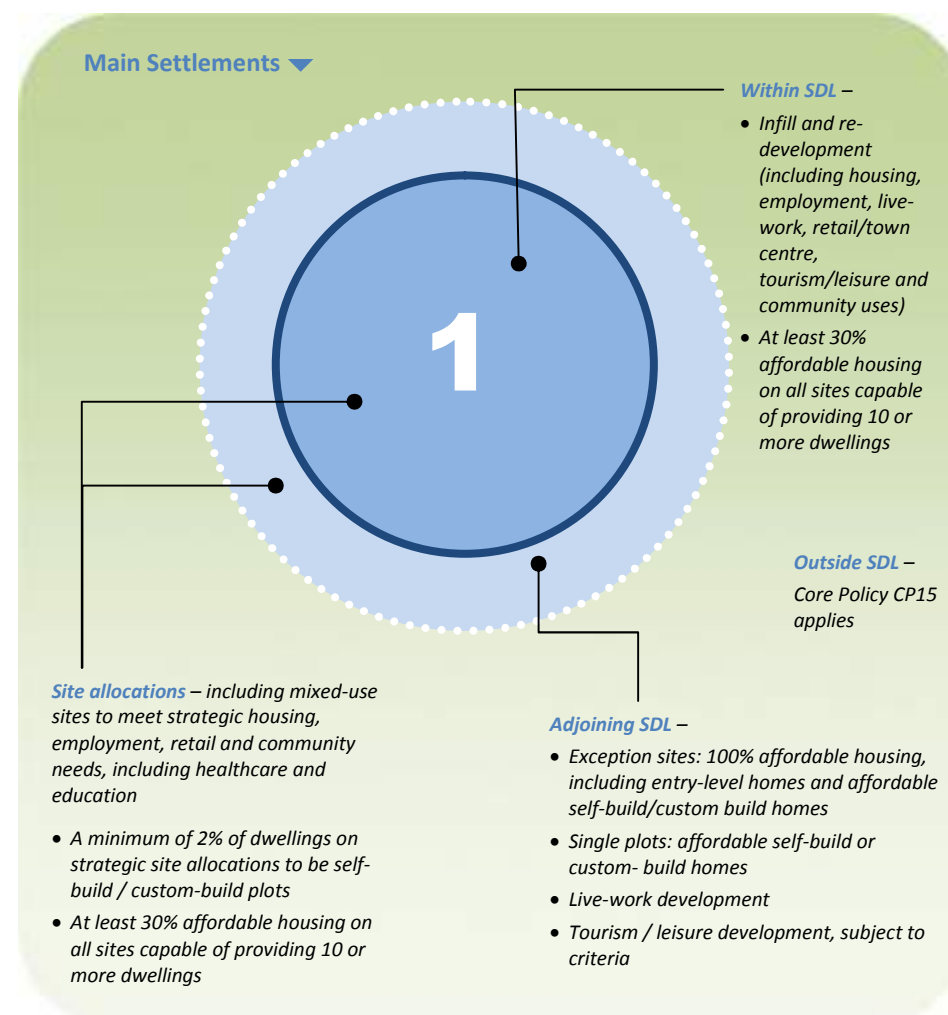 Main Settlements
Within SDL –
• Infill and re-
development
(including housing,
employment, live-
work, retail/town
centre,
tourism/leisure and
community uses)
• At least 30%
affordable housing
on all sites capable
of providing 10 or
more dwellings
1
Outside SDL –
Core Policy CP15
applies
Site allocations – including mixed-use
sites to meet strategic housing,
employment, retail and community
needs, including healthcare and
education
• A minimum of 2% of dwellings on
strategic site allocations to be self-
build / custom-build plots
• At least 30% affordable housing on
all sites capable of providing 10 or
more dwellings
Adjoining SDL –
• Exception sites: 100% affordable housing,
including entry-level homes and affordable
self-build/custom build homes
• Single plots: affordable self-build or
custom- build homes
• Live-work development
• Tourism / leisure development, subject to
criteria